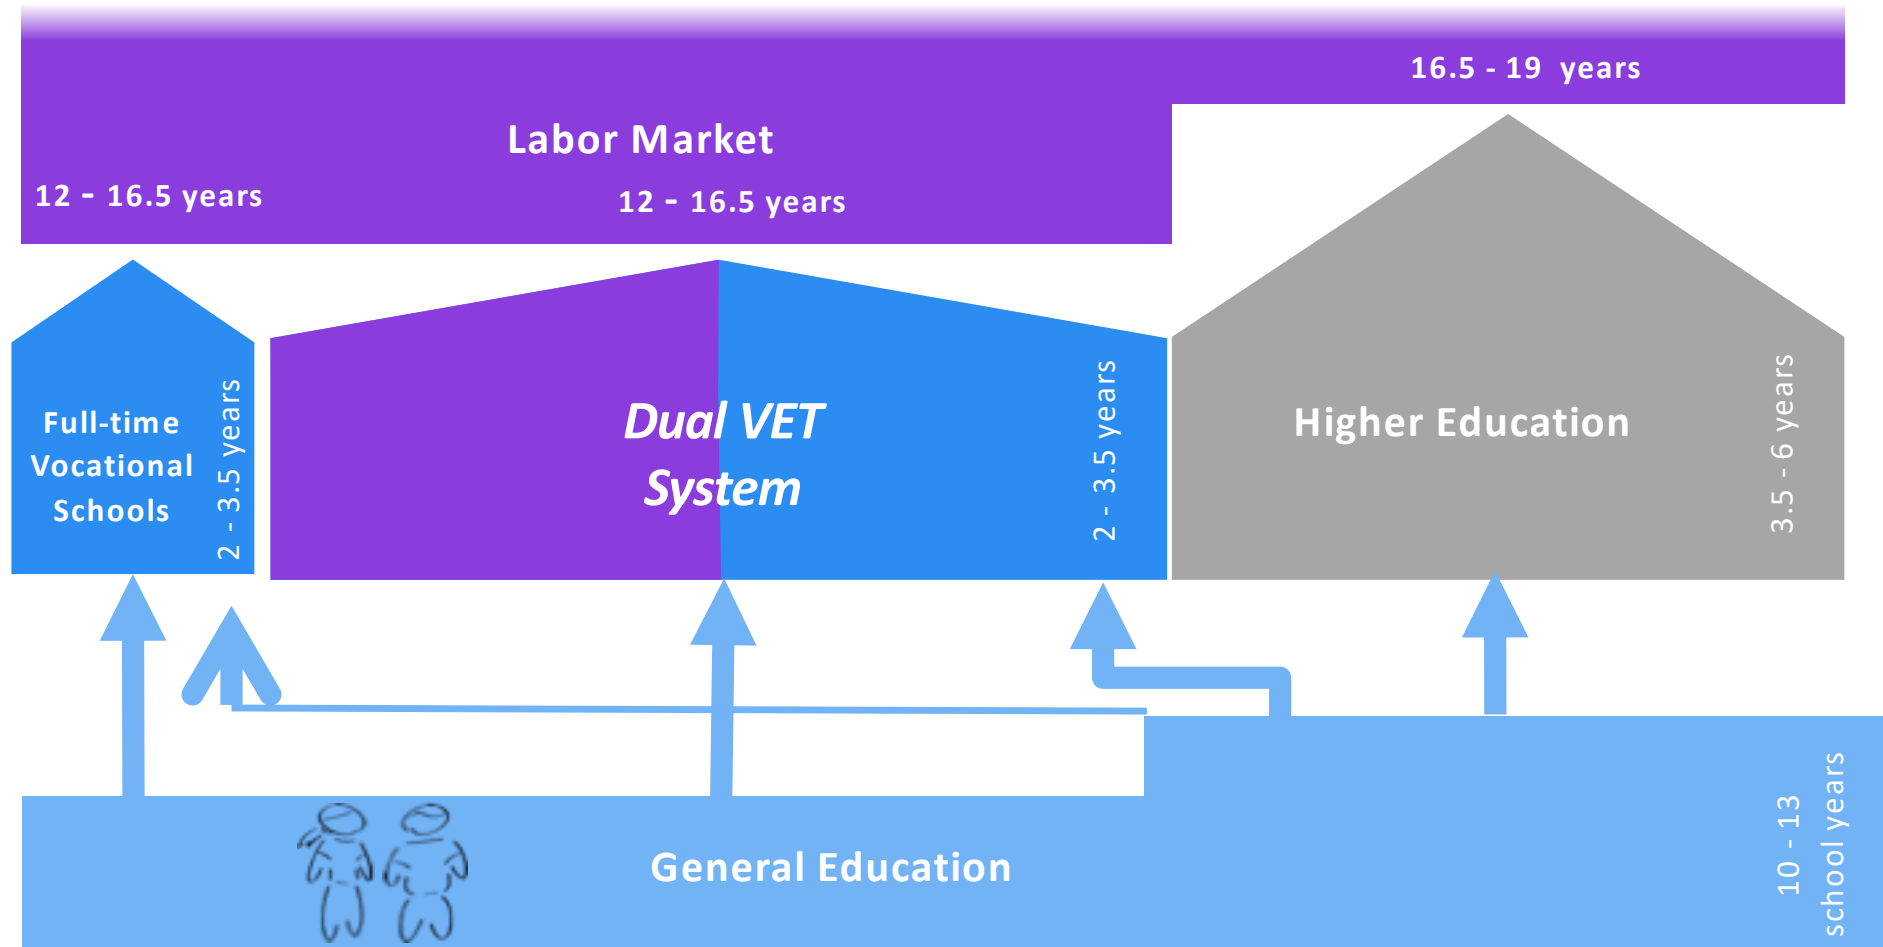 16.5 - 19 years
Labor Market
12 - 16.5 years
12 - 16.5 years
Full-time
Vocational
Schools
2 - 3.5 years
Dual VET
System
2 - 3.5 years
Higher Education
3.5 - 6 years
General Education
10 - 13
school years